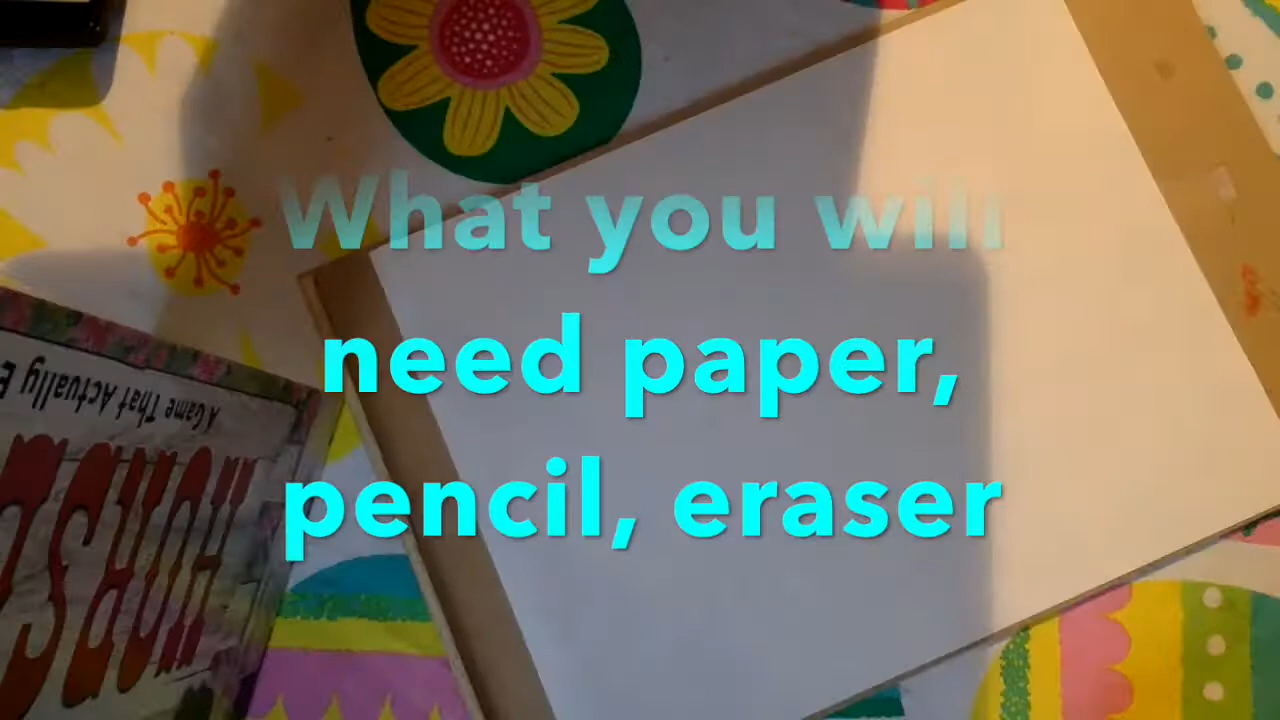 What you will
need paper,
pencil, eraser
A Game That Actually E